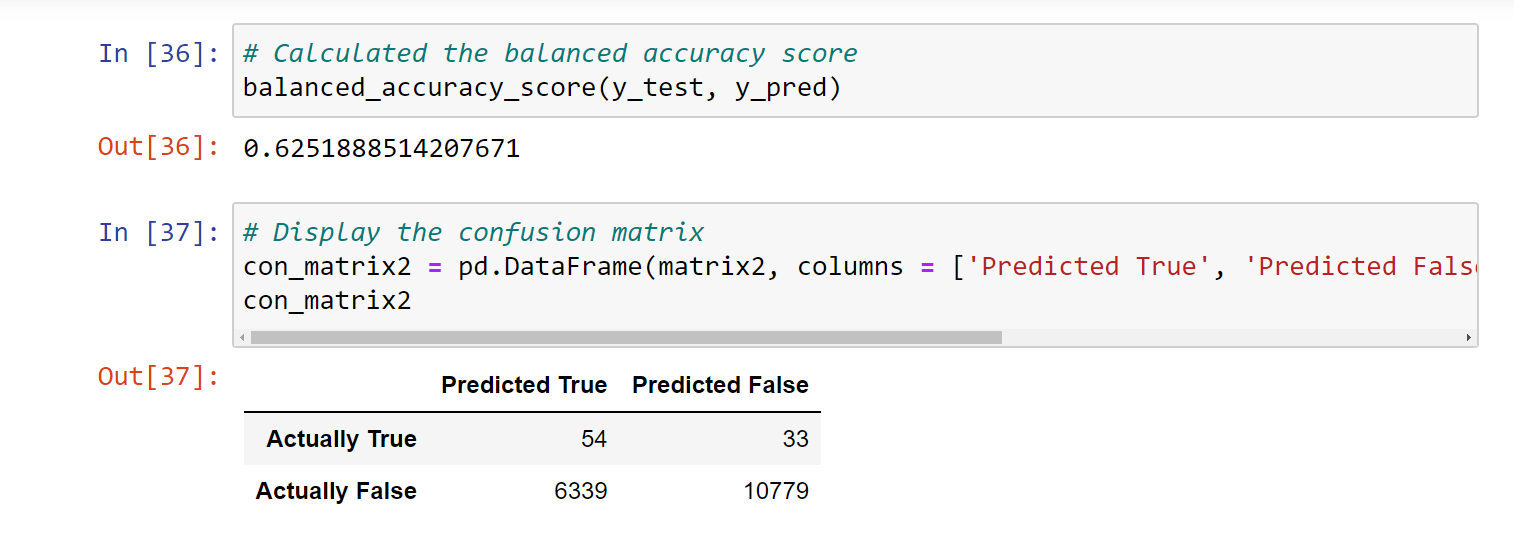 In [36]: # Calculated the balanced accuracy score
balanced_accuracy_score(y_test, y_pred)
Out[36]: 0.6251888514207671
In [37]: # Display the confusion matrix
con_matrix2 = pd.DataFrame(matrix2, columns = ['Predicted True', 'Predicted Fals
con_matrix2
Out[37]:
Predicted True Predicted False
Actually True 54 33
Actually False 6339 10779